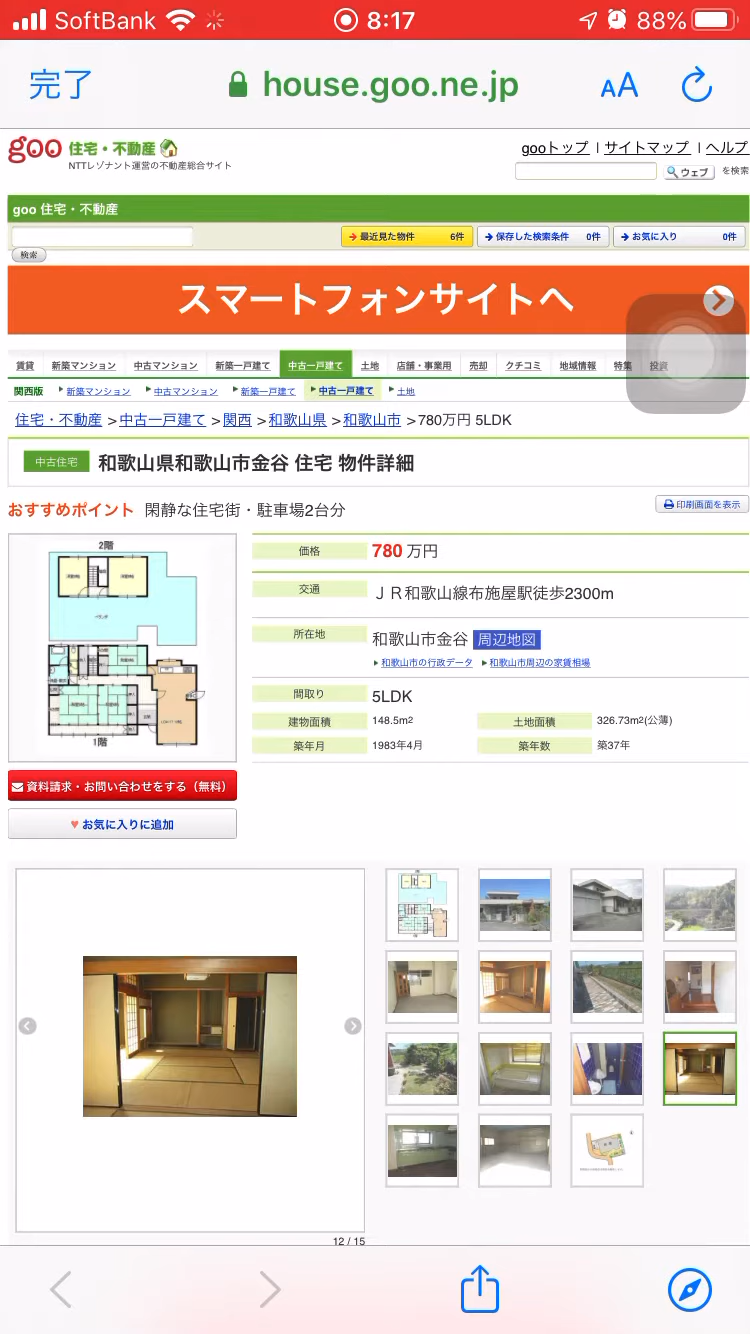 SoftBank 8:17 88%
完了 house.goo.ne.jp AA
goo 住宅・不動産
NTTレゾナント運営の不動産総合サイト
gooトップ | サイトマップ | ヘルプ
ウェブ を検索
goo 住宅・不動産
最近見た物件 6件 保存した検索条件 0件 お気に入り 0件
検索
スマートフォンサイトへ
賃貸 新築マンション 中古マンション 新築一戸建て 中古一戸建て 土地 店舗・事業用 売却 クチコミ 地域情報 特集 投資
関西版 新築マンション 中古マンション 新築一戸建て 中古一戸建て 土地
住宅・不動産 >中古一戸建て >関西 >和歌山県 >和歌山市 >780万円 5LDK
中古住宅 和歌山県和歌山市金谷 住宅 物件詳細
おすすめポイント 閑静な住宅街・駐車場2台分
印刷画面を表示
2階
1階
価格 780 万円
交通 JR和歌山線布施屋駅徒歩2300m
所在地 和歌山市金谷 周辺地図
和歌山市の行政データ 和歌山市周辺の家賃相場
間取り 5LDK
建物面積 148.5m2 土地面積 326.73m2(公簿)
築年月 1983年4月 築年数 築37年
資料請求・お問い合わせをする（無料）
お気に入りに追加
12 / 15